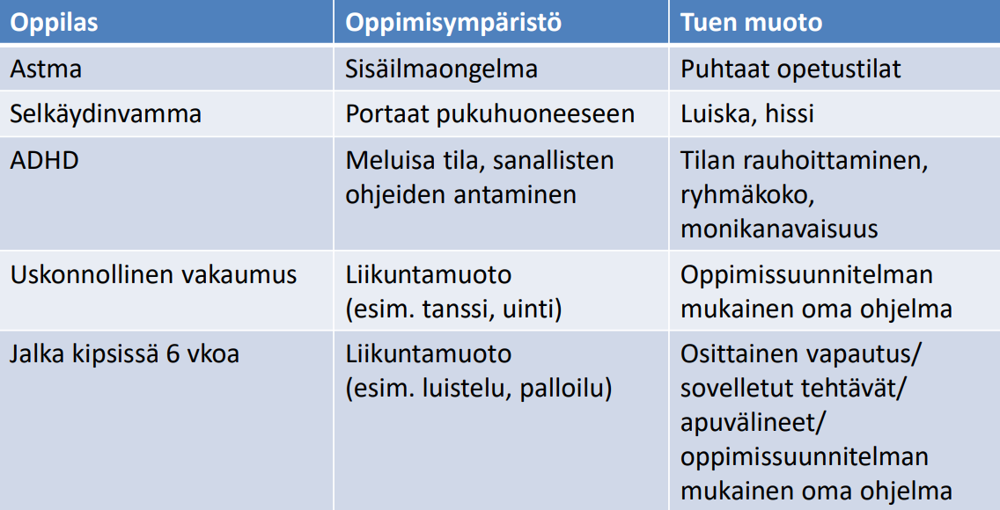 Oppilas
Oppimisympäristö
Tuen muoto
Astma
Sisäilmaongelma
Puhtaat opetustilat
Selkäydinvamma
Portaat pukuhuoneeseen
Luiska, hissi
ADHD
Meluisa tila, sanallisten
ohjeiden antaminen
Tilan rauhoittaminen,
ryhmäkoko,
monikanavaisuus
Uskonnollinen vakaumus
Liikuntamuoto
(esim. tanssi, uinti)
Oppimissuunnitelman
mukainen oma ohjelma
Jalka kipsissä 6 vkoa
Liikuntamuoto
(esim. luistelu, palloilu)
Osittainen vapautus/
sovelletut tehtävät/
apuvälineet/
oppimissuunnitelman
mukainen oma ohjelma